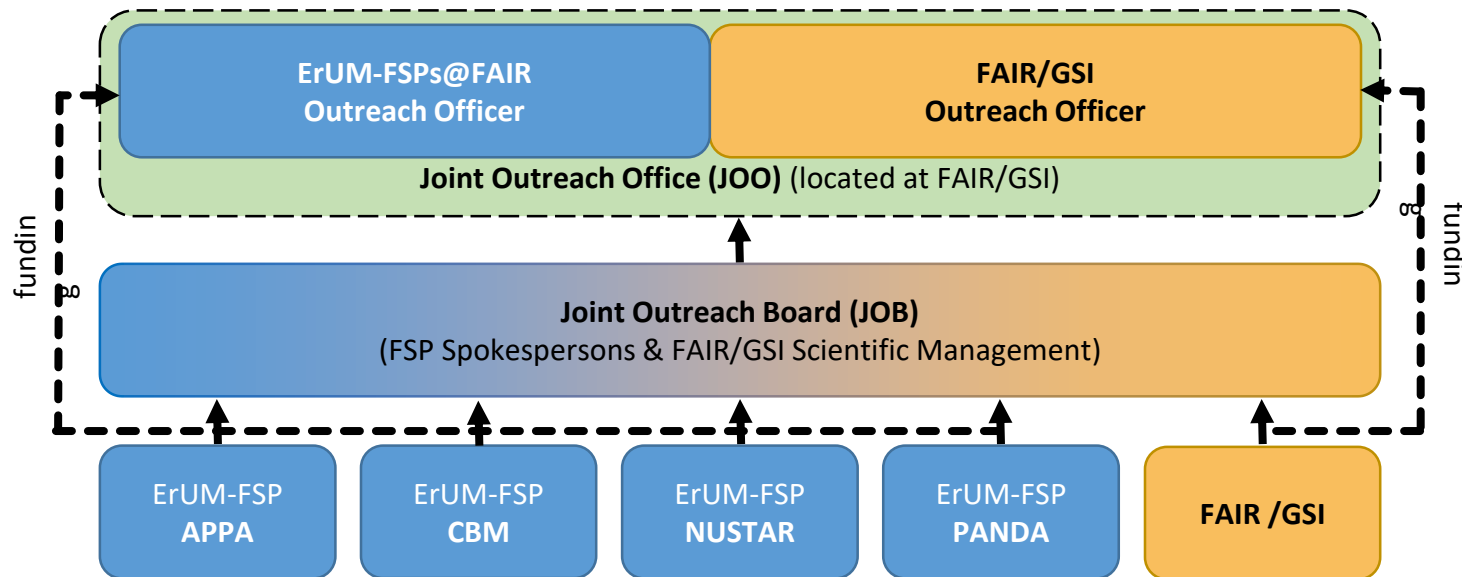 ErUM-FSPs@FAIR
Outreach Officer
FAIR/GSI
Outreach Officer
Joint Outreach Office (JOO) (located at FAIR/GSI)
fundin
g
fundin
g
Joint Outreach Board (JOB)
(FSP Spokespersons & FAIR/GSI Scientific Management)
ErUM-FSP
APPA
ErUM-FSP
CBM
ErUM-FSP
NUSTAR
ErUM-FSP
PANDA
FAIR /GSI